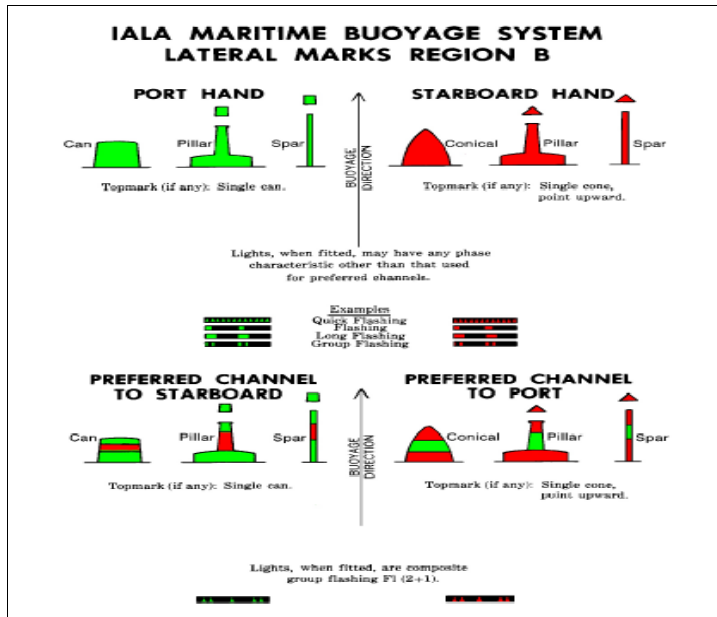 IALA MARITIME BUOYAGE SYSTEM
LATERAL MARKS REGION B
PORT HAND
STARBOARD HAND
Can
Pillar
Spar
BUOYAGE
DIRECTION
Conical
Pillar
Spar
Topmark (if any): Single can.
Topmark (if any): Single cone,
point upward.
Lights, when fitted, may have any phase
characteristic other than that used
for preferred channels.
Examples
Quick Flashing
Flashing
Long Flashing
Group Flashing
PREFERRED CHANNEL
TO STARBOARD
PREFERRED CHANNEL
TO PORT
Can
Pillar
Spar
BUOYAGE
DIRECTION
Conical
Pillar
Spar
Topmark (if any): Single can.
Topmark (if any): Single cone,
point upward.
Lights, when fitted, are composite
group flashing Fl (2+1).